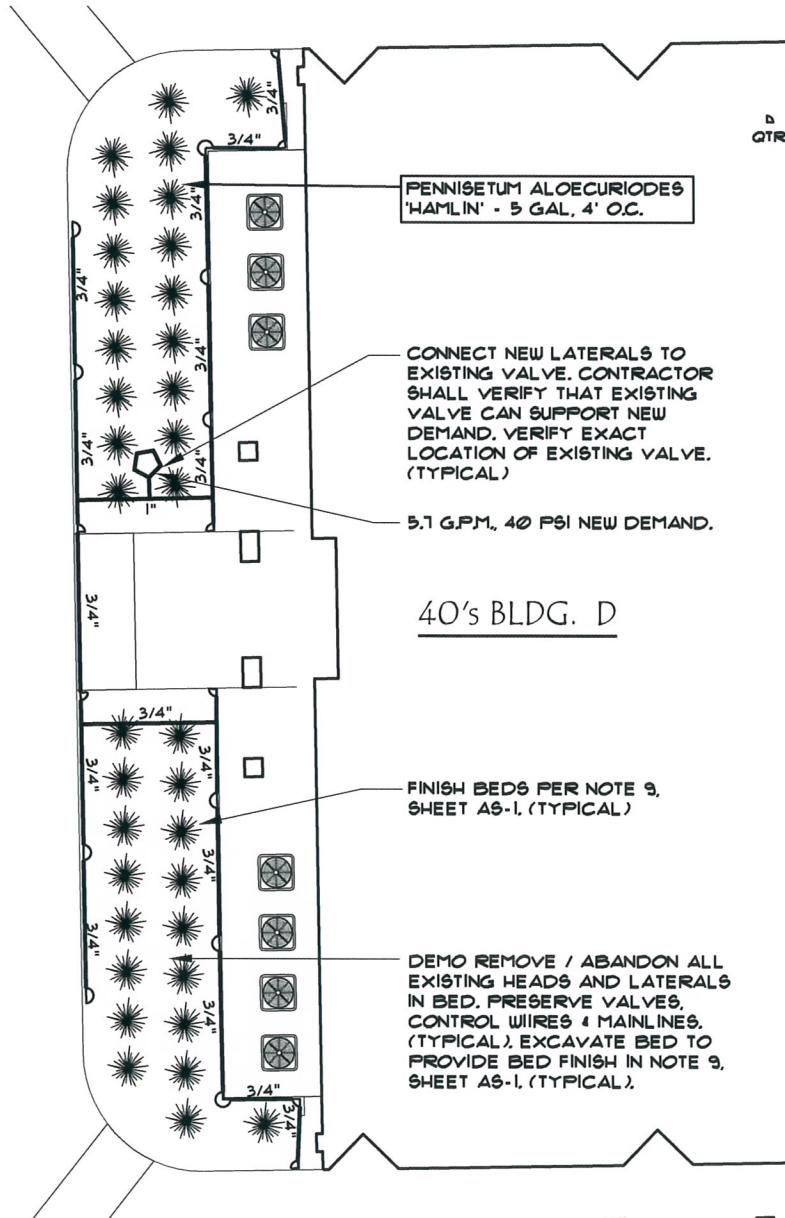 3/4"
3/4"
D
QTR
3/4"
PENNISETUM ALOECURIODES
'HAMLIN' - 5 GAL, 4' O.C.
3/4"
3/4"
CONNECT NEW LATERALS TO
EXISTING VALVE. CONTRACTOR
SHALL VERIFY THAT EXISTING
VALVE CAN SUPPORT NEW
DEMAND. VERIFY EXACT
LOCATION OF EXISTING VALVE.
(TYPICAL)
3/4"
3/4"
1"
5.7 G.P.M., 40 PSI NEW DEMAND.
3/4"
40's BLDG. D
3/4"
3/4"
3/4"
FINISH BEDS PER NOTE 9,
SHEET AS-1. (TYPICAL)
3/4"
3/4"
DEMO REMOVE / ABANDON ALL
EXISTING HEADS AND LATERALS
IN BED. PRESERVE VALVES,
CONTROL WIIRES & MAINLINES.
(TYPICAL). EXCAVATE BED TO
PROVIDE BED FINISH IN NOTE 9,
SHEET AS-1. (TYPICAL).
3/4"
3/4"
3/4"